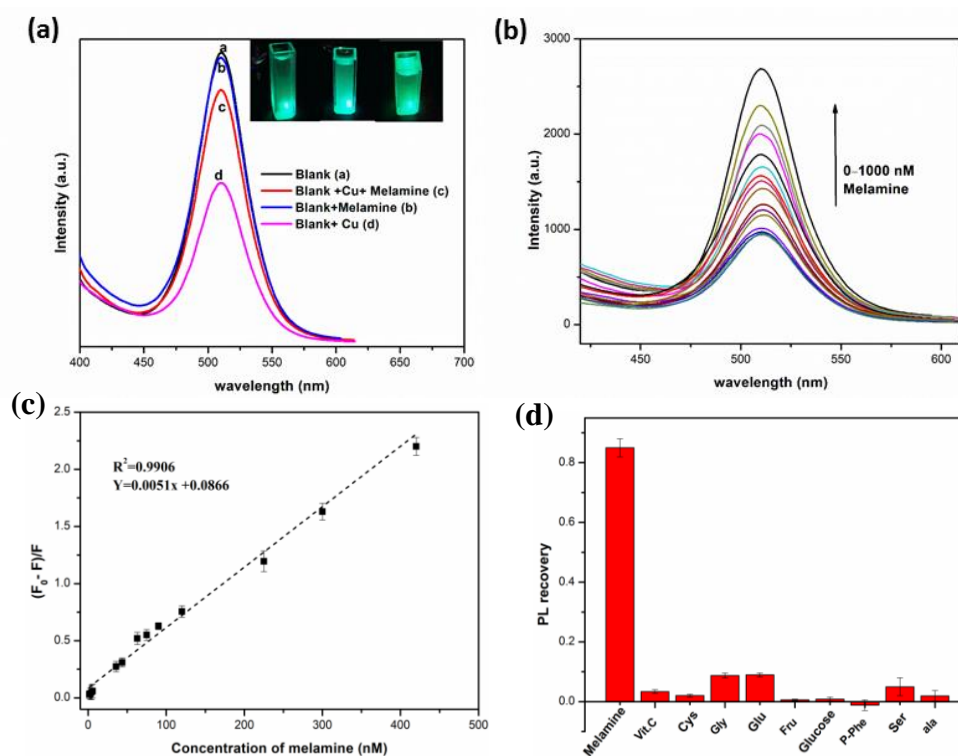 (a)
a
b
c
d
Blank (a)
Blank +Cu+ Melamine (c)
Blank+Melamine (b)
Blank+ Cu (d)
Intensity (a.u.)
400 450 500 550 600 650 700
wavelength (nm)
(b)
3000
2000
1000
0
Intensity (a.u.)
0–1000 nM
Melamine
450 500 550 600
wavelength (nm)
(c)
2.5
2.0
1.5
1.0
0.5
0.0
(F0- F)/F
R2=0.9906
Y=0.0051x +0.0866
0 100 200 300 400 500
Concentration of melamine (nM)
(d)
0.8
0.6
0.4
0.2
0.0
PL recovery
Melamine
Vit.C
Cys
Gly
Glu
Fru
Glucose
P-Phe
Ser
ala